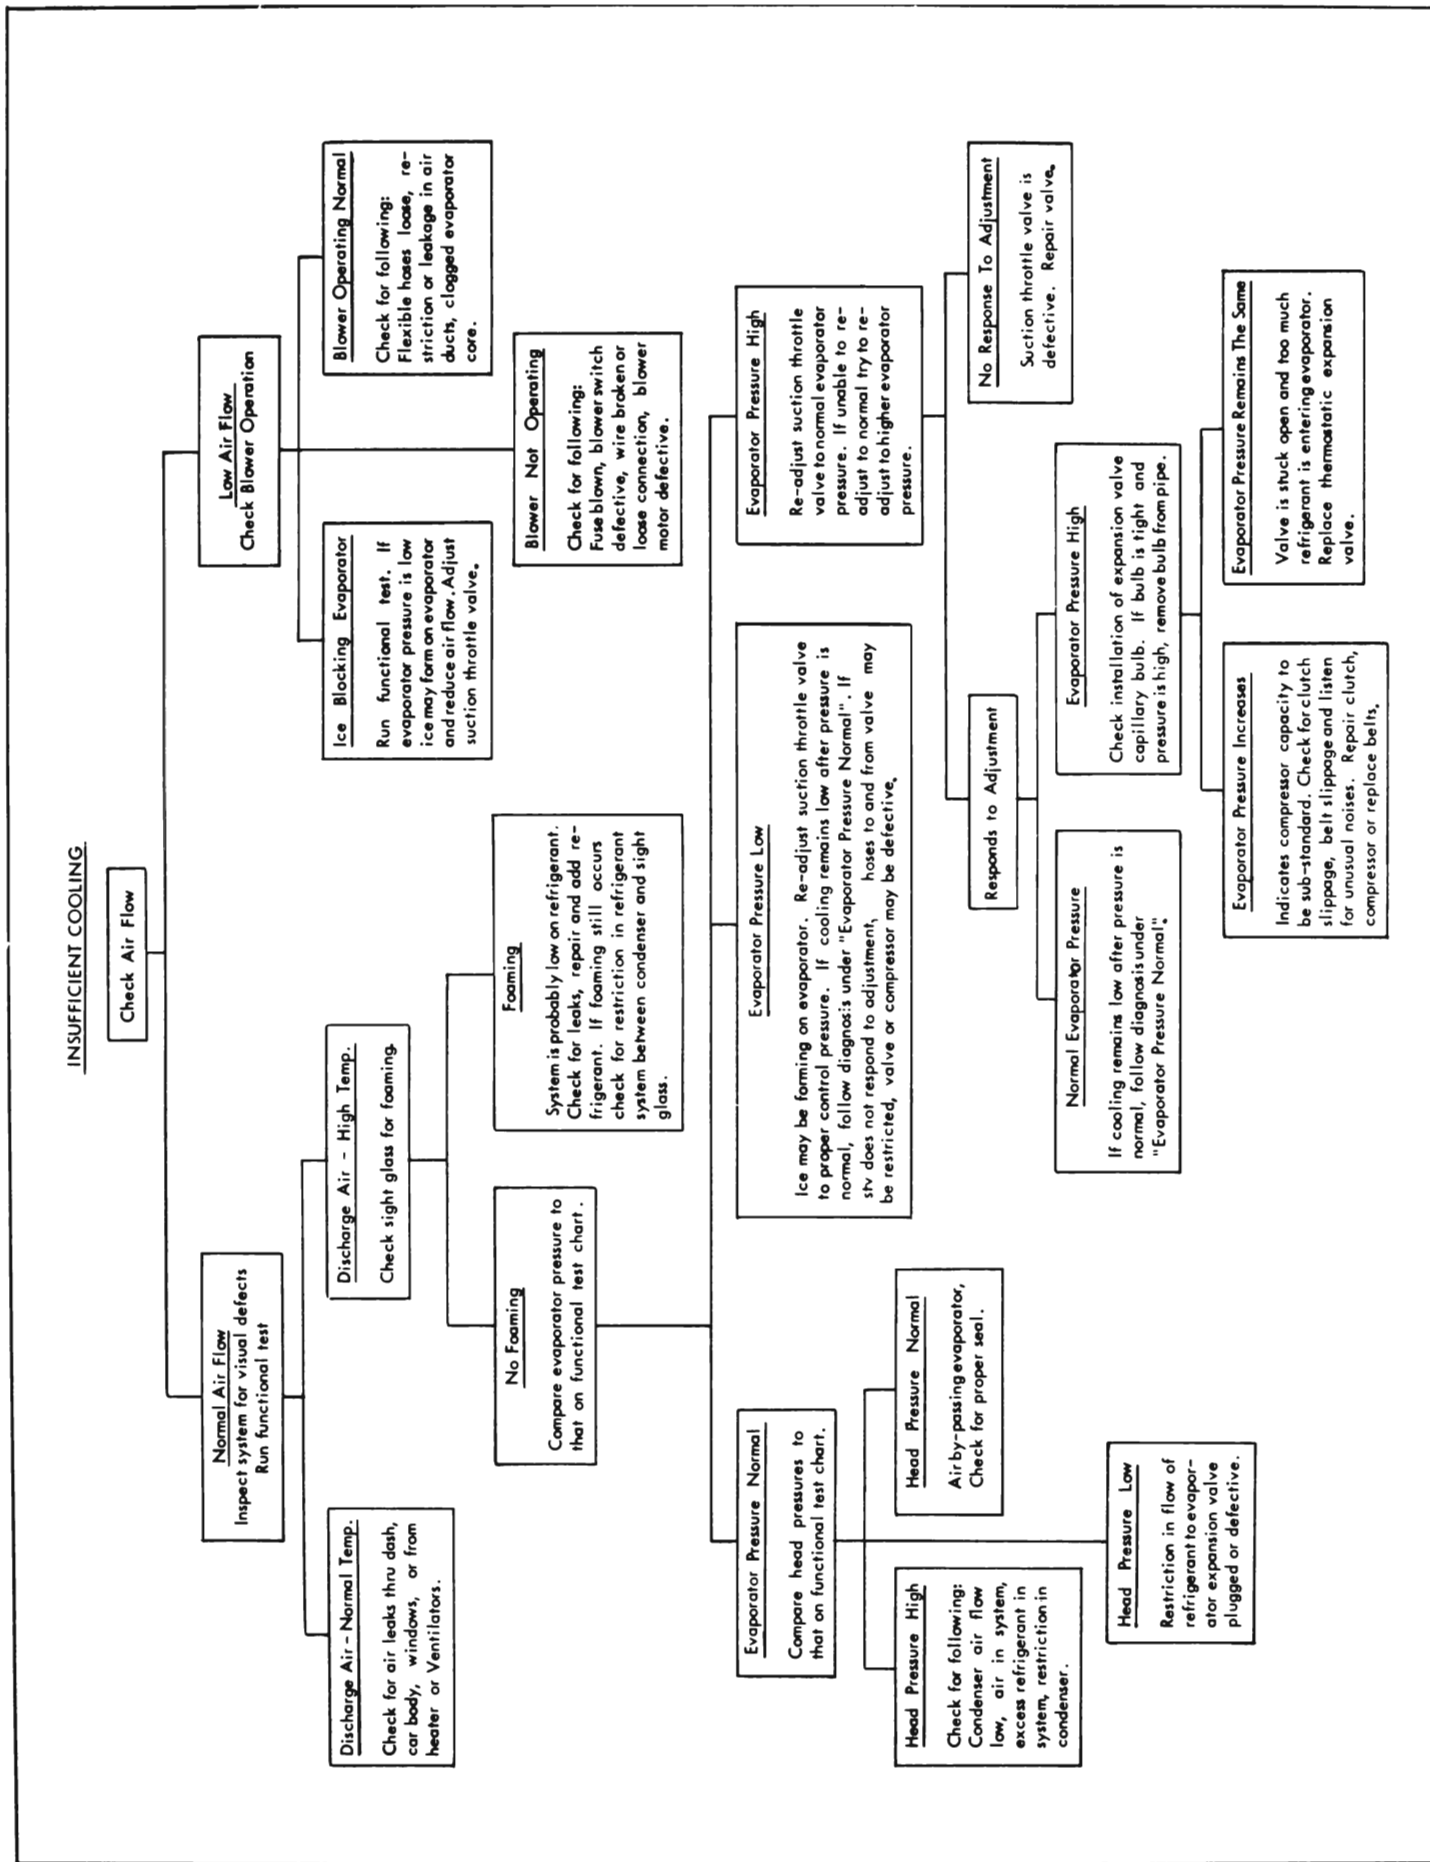 INSUFFICIENT COOLING
Check Air Flow
Normal Air Flow
Inspect system for visual defects
Run functional test
Low Air Flow
Check Blower Operation
Discharge Air - Normal Temp.
Check for air leaks thru dash,
car body, windows, or from
heater or Ventilators.
Discharge Air - High Temp.
Check sight glass for foaming.
Ice Blocking Evaporator
Run functional test. If
evaporator pressure is low
ice may form on evaporator
and reduce air flow. Adjust
suction throttle valve.
Blower Operating Normal
Check for following:
Flexible hoses loose, re-
striction or leakage in air
ducts, clogged evaporator
core.
No Foaming
Compare evaporator pressure to
that on functional test chart.
Foaming
System is probably low on refrigerant.
Check for leaks, repair and add re-
frigerant. If foaming still occurs
check for restriction in refrigerant
system between condenser and sight
glass.
Blower Not Operating
Check for following:
Fuse blown, blower switch
defective, wire broken or
loose connection, blower
motor defective.
Evaporator Pressure Normal
Compare head pressures to
that on functional test chart.
Evaporator Pressure Low
Ice may be forming on evaporator. Re-adjust suction throttle valve
to proper control pressure. If cooling remains low after pressure is
normal, follow diagnosis under "Evaporator Pressure Normal". If
stv does not respond to adjustment, hoses to and from valve may
be restricted, valve or compressor may be defective.
Evaporator Pressure High
Re-adjust suction throttle
valve to normal evaporator
pressure. If unable to re-
adjust to normal try to re-
adjust to higher evaporator
pressure.
Head Pressure High
Check for following:
Condenser air flow
low, air in system,
excess refrigerant in
system, restriction in
condenser.
Head Pressure Normal
Air by-passing evaporator,
Check for proper seal.
Responds to Adjustment
No Response To Adjustment
Suction throttle valve is
defective. Repair valve.
Normal Evaporator Pressure
If cooling remains low after pressure is
normal, follow diagnosis under
"Evaporator Pressure Normal".
Evaporator Pressure High
Check installation of expansion valve
capillary bulb. If bulb is tight and
pressure is high, remove bulb from pipe.
Head Pressure Low
Restriction in flow of
refrigerant to evapor-
ator expansion valve
plugged or defective.
Evaporator Pressure Increases
Indicates compressor capacity to
be sub-standard. Check for clutch
slippage, belt slippage and listen
for unusual noises. Repair clutch,
compressor or replace belts.
Evaporator Pressure Remains The Same
Valve is stuck open and too much
refrigerant is entering evaporator.
Replace thermostatic expansion
valve.